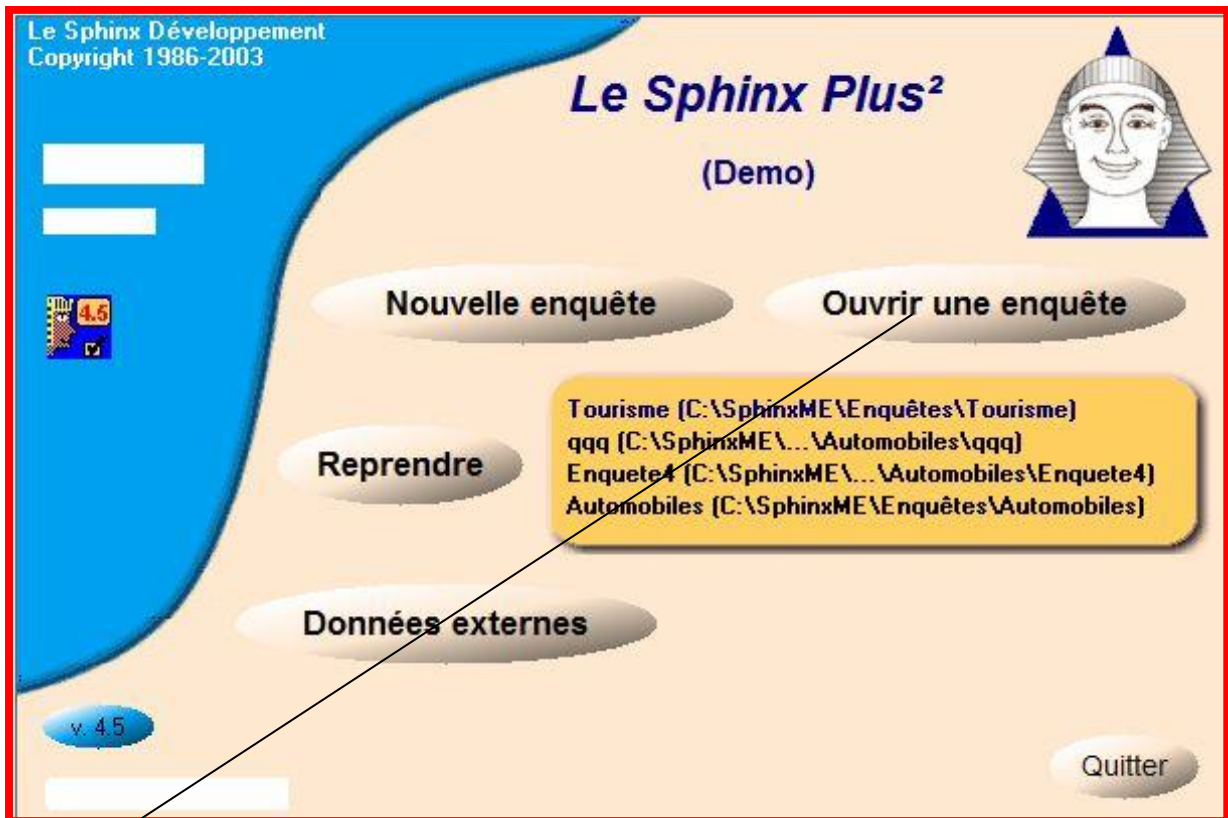 Le Sphinx Développement
Copyright 1986-2003
Le Sphinx Plus²
(Demo)
4.5
Nouvelle enquête
Ouvrir une enquête
Reprendre
Tourisme (C:\SphinxME\Enquêtes\Tourisme)
qqq (C:\SphinxME\...\Automobiles\qqq)
Enquete4 (C:\SphinxME\...\Automobiles\Enquete4)
Automobiles (C:\SphinxME\Enquêtes\Automobiles)
Données externes
v. 4.5
Quitter